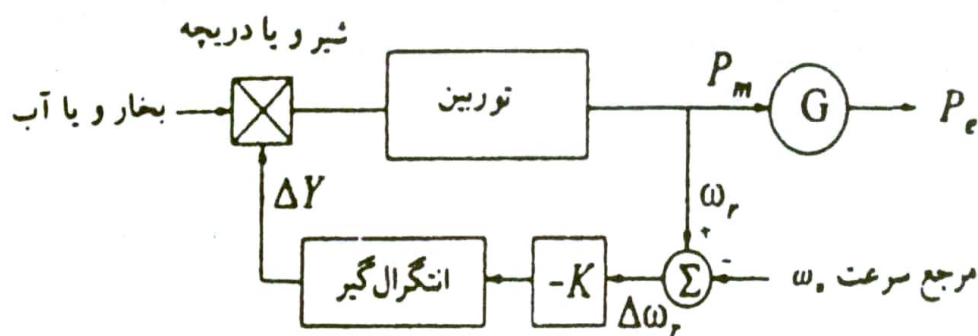 شیر و یا دریچه
بخار و یا آب
توربین
P_m
G
P_e
ΔY
ω_r
+
-
انتگرال‌گیر
-K
Δω_r
Σ
ω₀ مرجع سرعت